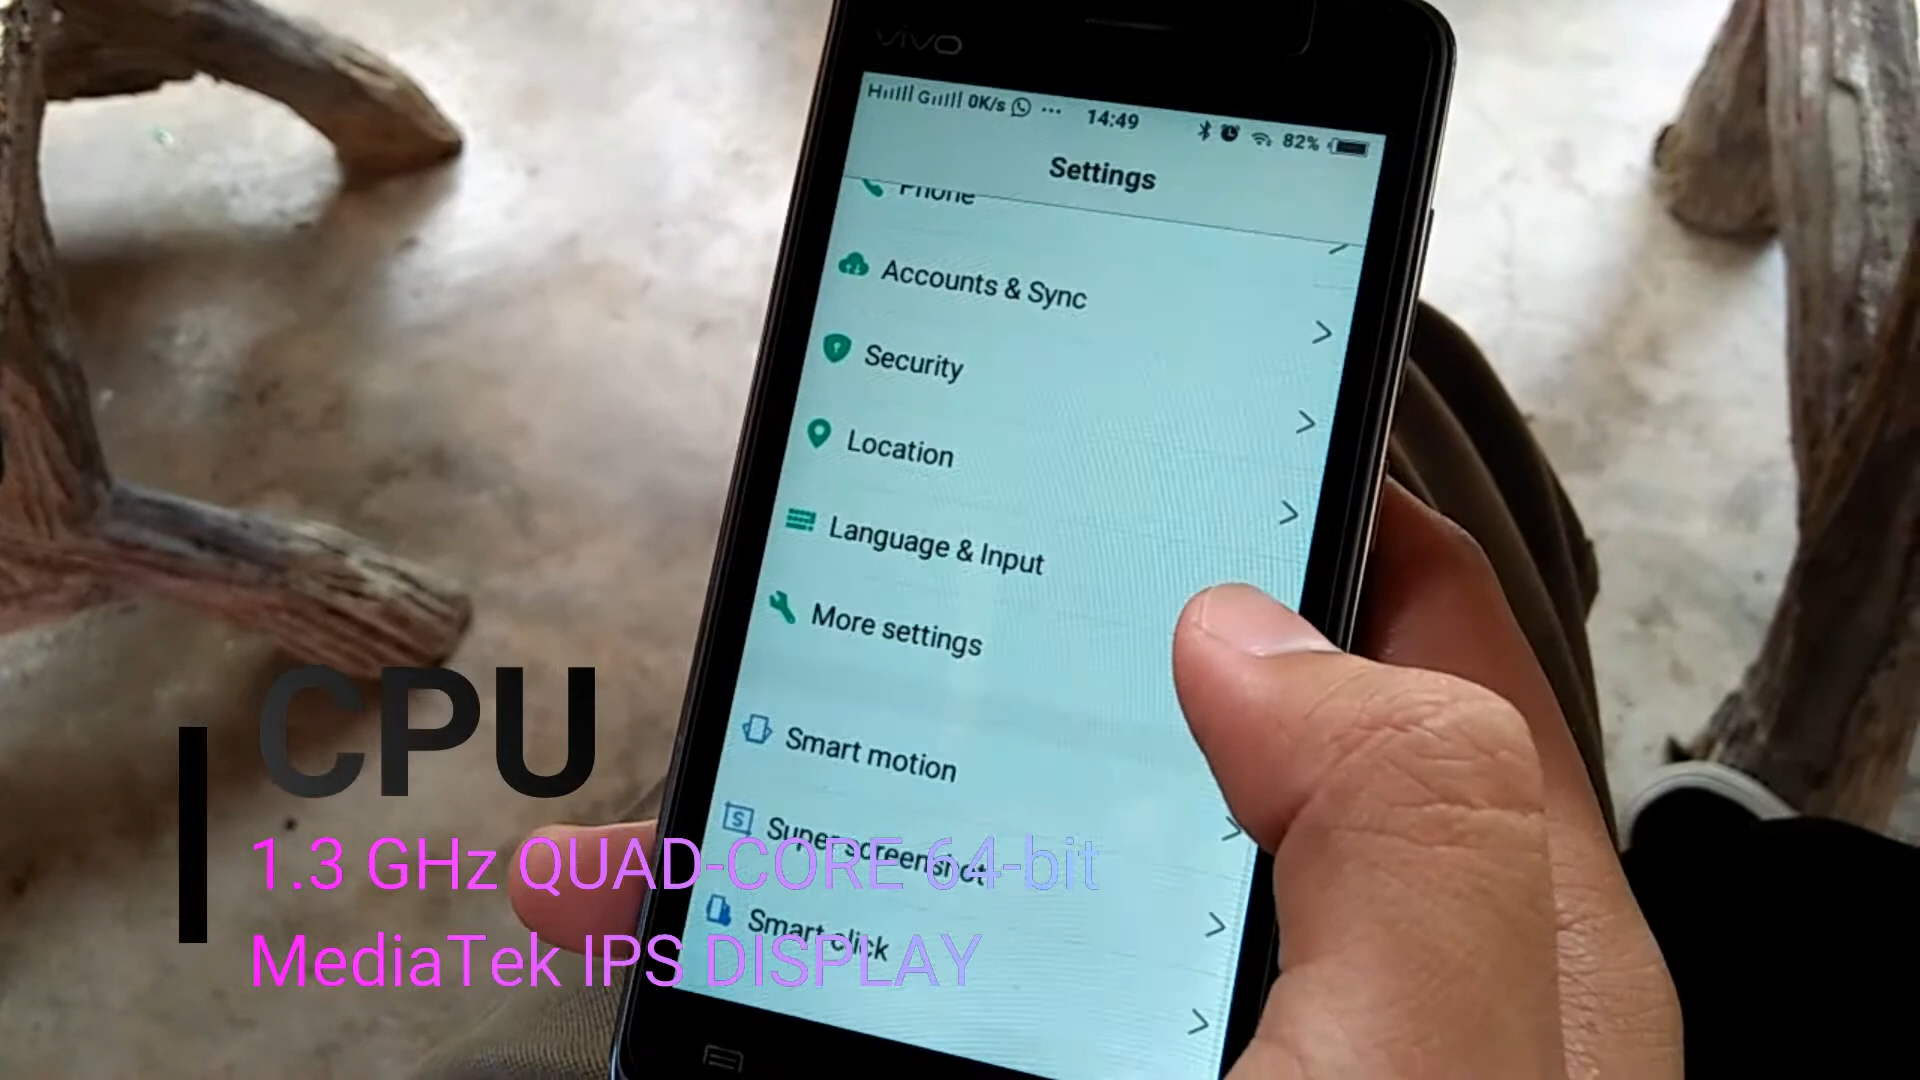 vivo
H G 0K/s ... 14:49 82%
Settings
Phone
Accounts & Sync
Security
Location
Language & Input
More settings
Smart motion
Super screenshot
Smart click
CPU
1.3 GHz QUAD-CORE 64-bit
MediaTek IPS DISPLAY